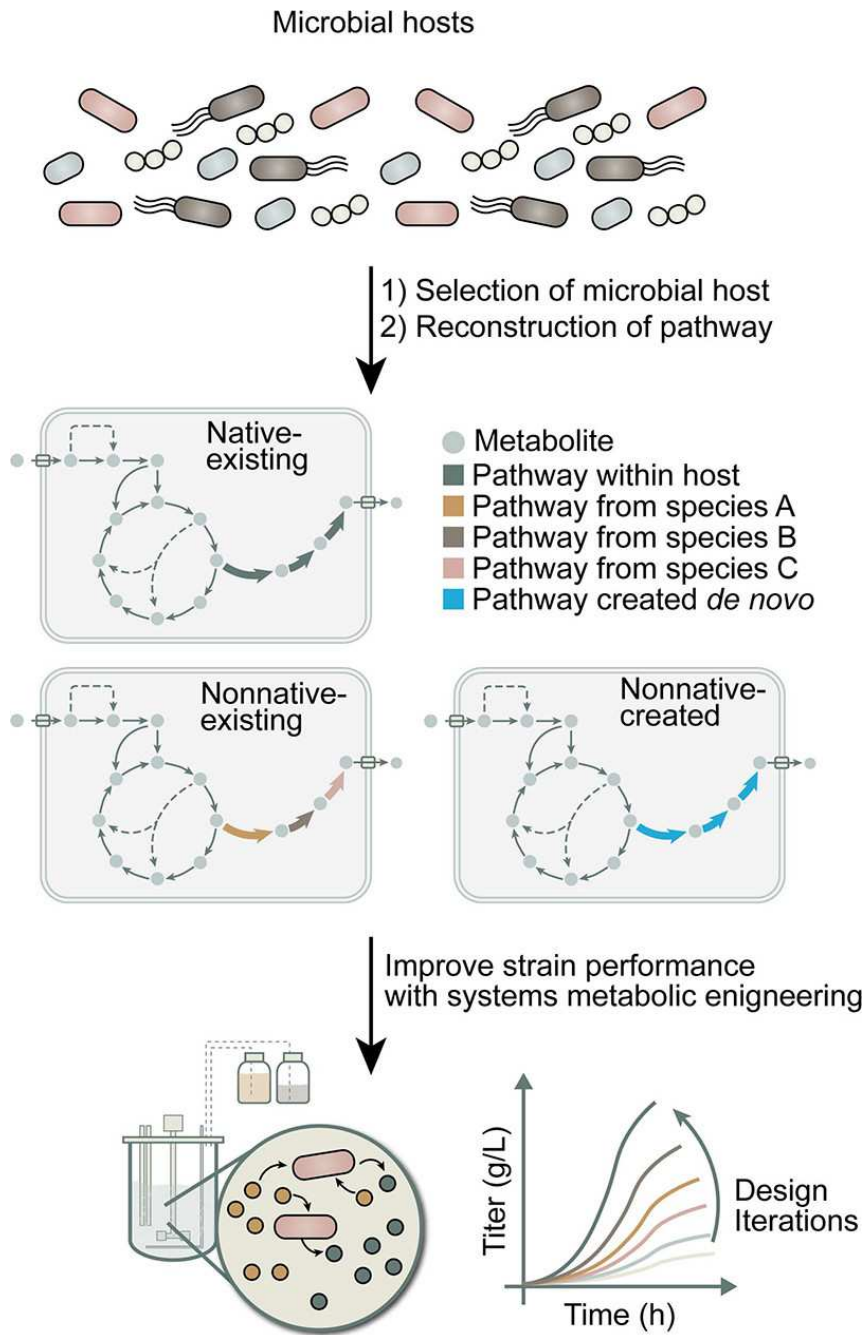 Microbial hosts
1) Selection of microbial host
2) Reconstruction of pathway
Native-
existing
Metabolite
Pathway within host
Pathway from species A
Pathway from species B
Pathway from species C
Pathway created de novo
Nonnative-
existing
Nonnative-
created
Improve strain performance
with systems metabolic enigneering
Titer (g/L)
Time (h)
Design
Iterations